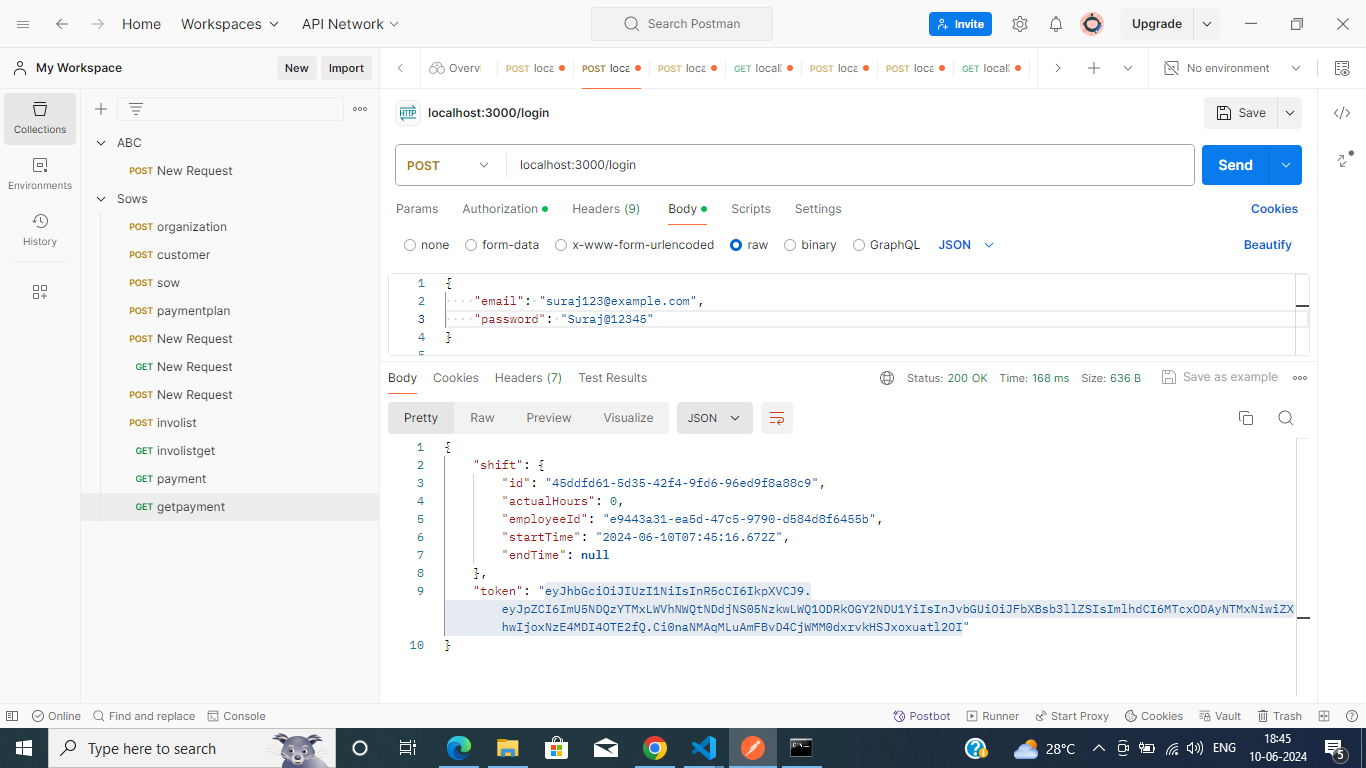 Home
Workspaces
API Network
Search Postman
Invite
Upgrade
My Workspace
New
Import
Overvi
POST loca
POST loca
POST loca
GET locall
POST loca
POST loca
GET locall
No environment
Collections
Environments
History
ABC
POST New Request
Sows
POST organization
POST customer
POST sow
POST paymentplan
POST New Request
GET New Request
POST New Request
POST involist
GET involistget
GET payment
GET getpayment
HTTP localhost:3000/login
Save
POST
localhost:3000/login
Send
Params Authorization Headers (9) Body Scripts Settings
Cookies
none form-data x-www-form-urlencoded raw binary GraphQL JSON
Beautify
1 {
2 "email": "suraj123@example.com",
3 "password": "Suraj@12345"
4 }
5
Body Cookies Headers (7) Test Results
Status: 200 OK Time: 168 ms Size: 636 B
Save as example
Pretty Raw Preview Visualize JSON
1 {
2 "shift": {
3 "id": "45ddfd61-5d35-42f4-9fd6-96ed9f8a88c9",
4 "actualHours": 0,
5 "employeeId": "e9443a31-ea5d-47c5-9790-d584d8f6455b",
6 "startTime": "2024-06-10T07:45:16.672Z",
7 "endTime": null
8 },
9 "token": "eyJhbGciOiJIUzI1NiIsInR5cCI6IkpXVCJ9.
eyJpZCI6ImU5NDQzYTMxLWVhNWQtNDdjNS05NzkwLWQ1ODRkOGY2NDU1YiIsInJvbGUiOiJFbXBsb3llZSIsImlhdCI6MTcxODAyNTMxNiwiZX
hwIjoxNzE4MDI4OTE2fQ.Ci0naNMAqMLuAmFBvD4CjWMM0dxrvkHSJxoxuatl2OI"
10 }
Online
Find and replace
Console
Postbot
Runner
Start Proxy
Cookies
Vault
Trash
Type here to search
28°C
ENG
18:45
10-06-2024
5